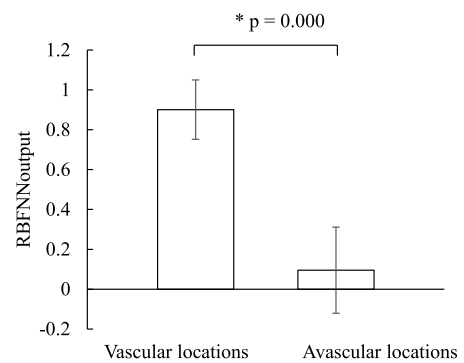 * p = 0.000
1.2
1
0.8
0.6
0.4
0.2
0
-0.2
RBFNNoutput
Vascular locations
Avascular locations